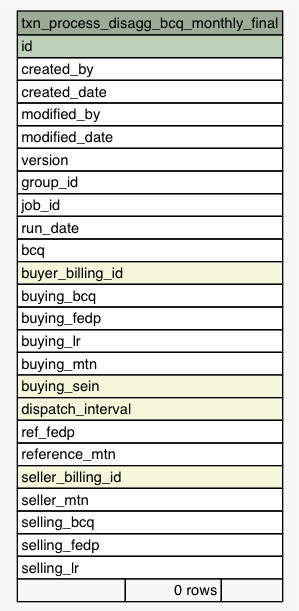 txn_process_disagg_bcq_monthly_final
id
created_by
created_date
modified_by
modified_date
version
group_id
job_id
run_date
bcq
buyer_billing_id
buying_bcq
buying_fedp
buying_lr
buying_mtn
buying_sein
dispatch_interval
ref_fedp
reference_mtn
seller_billing_id
seller_mtn
selling_bcq
selling_fedp
selling_lr
0 rows